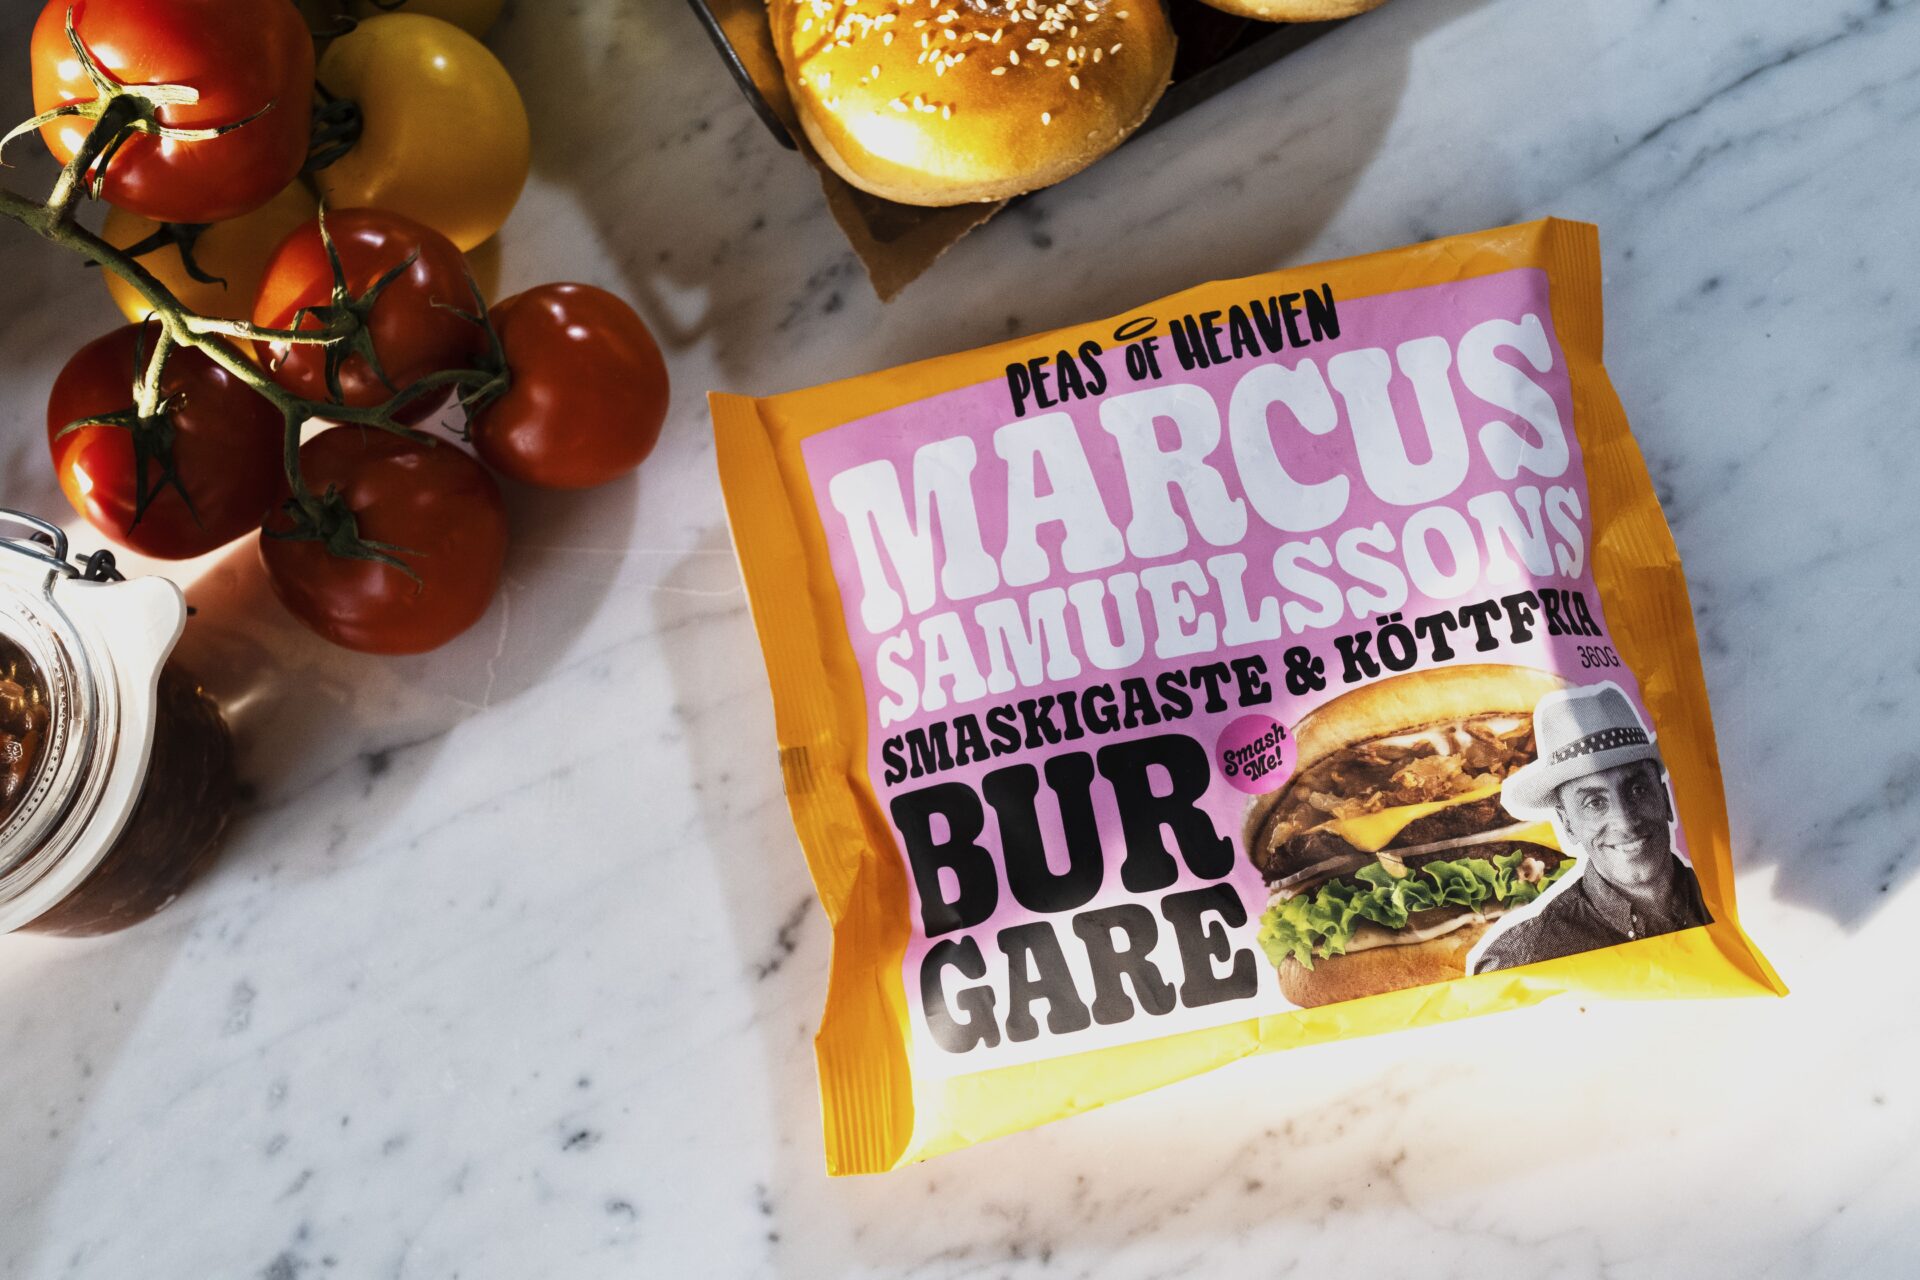 PEAS OF HEAVEN
MARCUS
SAMUELSSONS
SMASKIGASTE & KÖTTFRIA
360G
BUR
GARE
Smash
Me!